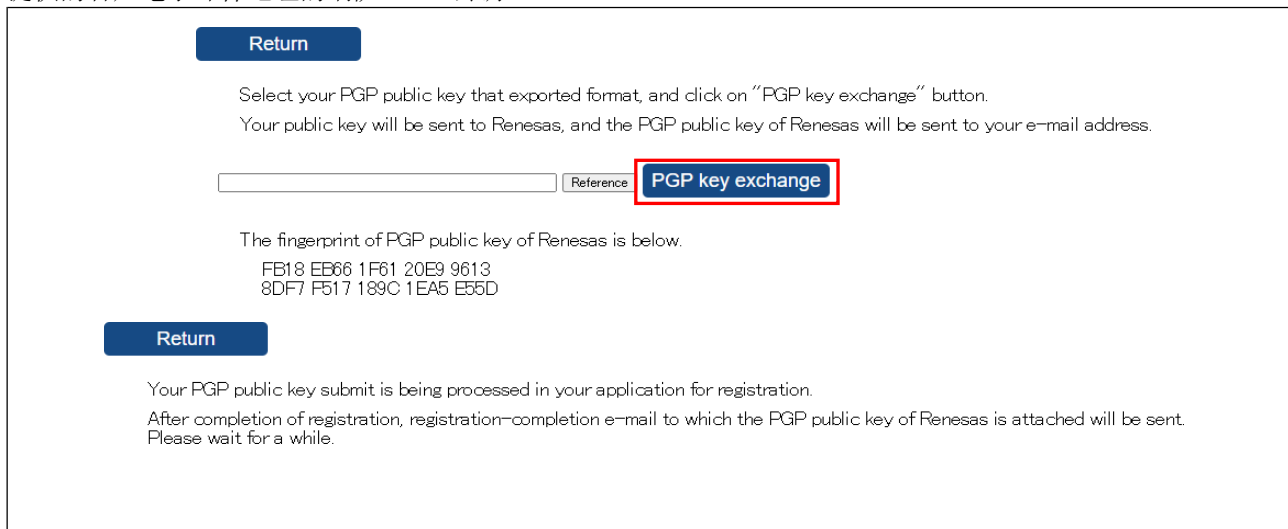 Return
Select your PGP public key that exported format, and click on "PGP key exchange" button.
Your public key will be sent to Renesas, and the PGP public key of Renesas will be sent to your e-mail address.
Reference PGP key exchange
The fingerprint of PGP public key of Renesas is below.
FB18 EB66 1F61 20E9 9613
8DF7 F517 189C 1EA5 E55D
Return
Your PGP public key submit is being processed in your application for registration.
After completion of registration, registration-completion e-mail to which the PGP public key of Renesas is attached will be sent.
Please wait for a while.